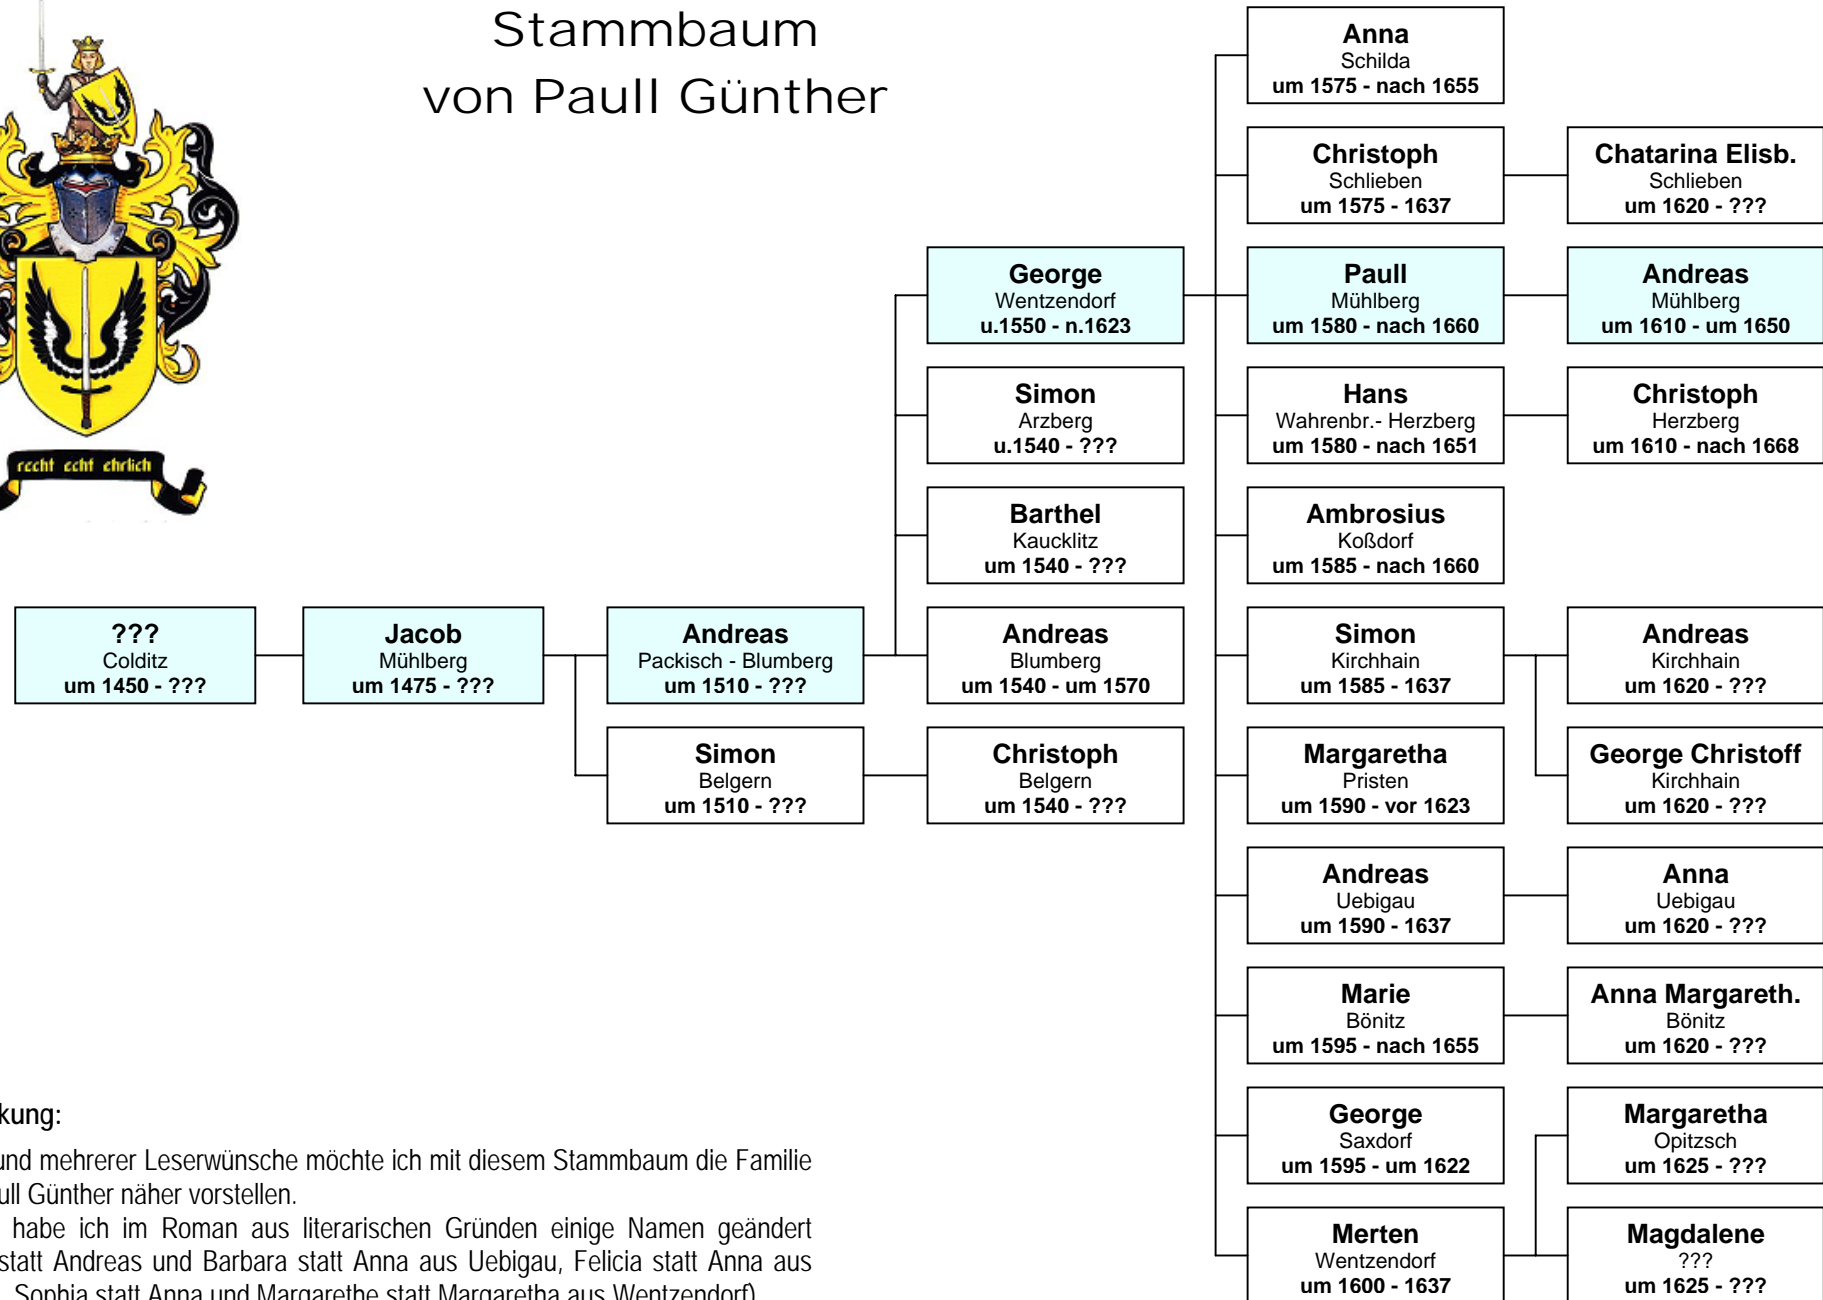 Stammbaum
von Paull Günther
recht echt ehrlich
???
Colditz
um 1450 - ???
Jacob
Mühlberg
um 1475 - ???
Andreas
Packisch - Blumberg
um 1510 - ???
Simon
Belgern
um 1510 - ???
George
Wentzendorf
u.1550 - n.1623
Simon
Arzberg
u.1540 - ???
Barthel
Kaucklitz
um 1540 - ???
Andreas
Blumberg
um 1540 - um 1570
Christoph
Belgern
um 1540 - ???
Anna
Schilda
um 1575 - nach 1655
Christoph
Schlieben
um 1575 - 1637
Paull
Mühlberg
um 1580 - nach 1660
Hans
Wahrenbr.- Herzberg
um 1580 - nach 1651
Ambrosius
Koßdorf
um 1585 - nach 1660
Simon
Kirchhain
um 1585 - 1637
Margaretha
Pristen
um 1590 - vor 1623
Andreas
Uebigau
um 1590 - 1637
Marie
Bönitz
um 1595 - nach 1655
George
Saxdorf
um 1595 - um 1622
Merten
Wentzendorf
um 1600 - 1637
Chatarina Elisb.
Schlieben
um 1620 - ???
Andreas
Mühlberg
um 1610 - um 1650
Christoph
Herzberg
um 1610 - nach 1668
Andreas
Kirchhain
um 1620 - ???
George Christoff
Kirchhain
um 1620 - ???
Anna
Uebigau
um 1620 - ???
Anna Margareth.
Bönitz
um 1620 - ???
Margaretha
Opitzsch
um 1625 - ???
Magdalene
???
um 1625 - ???
kung:
und mehrerer Leserwünsche möchte ich mit diesem Stammbaum die Familie
ull Günther näher vorstellen.
habe ich im Roman aus literarischen Gründen einige Namen geändert
statt Andreas und Barbara statt Anna aus Uebigau, Felicia statt Anna aus
Sophia statt Anna und Margarethe statt Margaretha aus Wentzendorf)